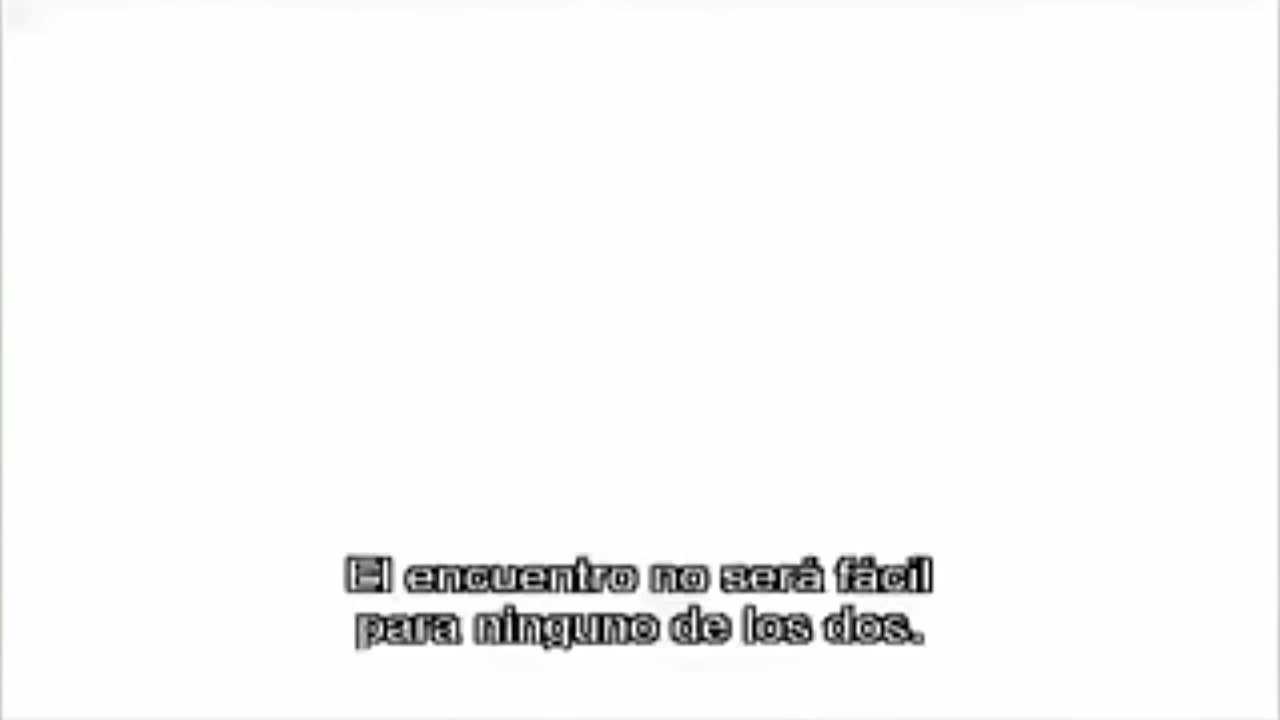 El encuentro no será fácil
para ninguno de los dos.